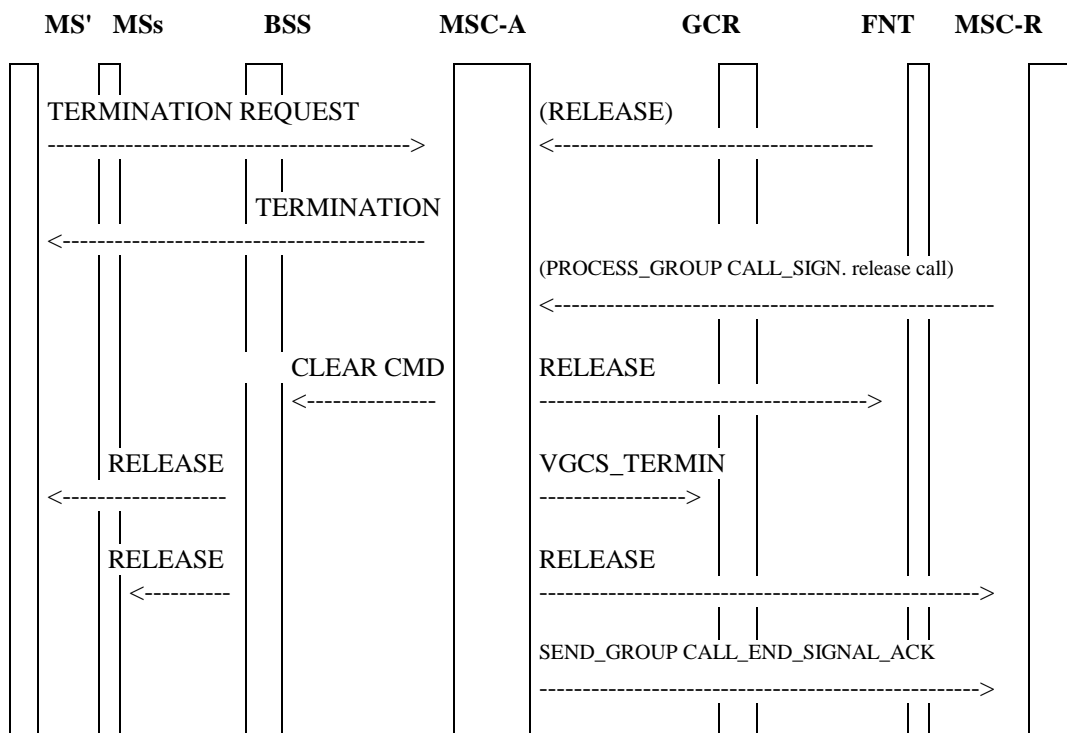 MS' MSs BSS MSC-A GCR FNT MSC-R
TERMINATION REQUEST (RELEASE)
TERMINATION
(PROCESS_GROUP CALL_SIGN. release call)
CLEAR CMD RELEASE
RELEASE VGCS_TERMIN
RELEASE RELEASE
SEND_GROUP CALL_END_SIGNAL_ACK